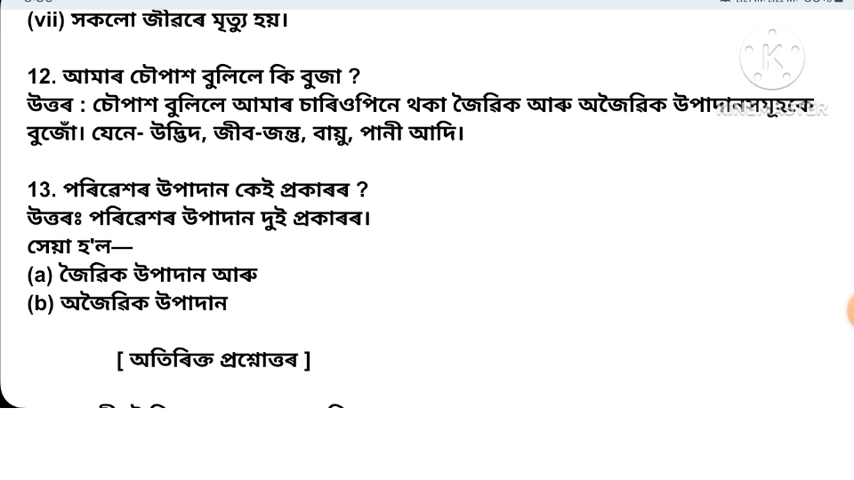 (vii) সকলো জীৱৰে মৃত্যু হয়।
12. আমাৰ চৌপাশ বুলিলে কি বুজা ?
উত্তৰ : চৌপাশ বুলিলে আমাৰ চাৰিওপিনে থকা জৈৱিক আৰু অজৈৱিক উপাদানসমূহকে
বুজোঁ। যেনে- উদ্ভিদ, জীৱ-জন্তু, বায়ু, পানী আদি।
KINEMASTER
13. পৰিৱেশৰ উপাদান কেই প্ৰকাৰৰ ?
উত্তৰঃ পৰিৱেশৰ উপাদান দুই প্ৰকাৰৰ।
সেয়া হ'ল—
(a) জৈৱিক উপাদান আৰু
(b) অজৈৱিক উপাদান
[ অতিৰিক্ত প্ৰশ্নোত্তৰ ]